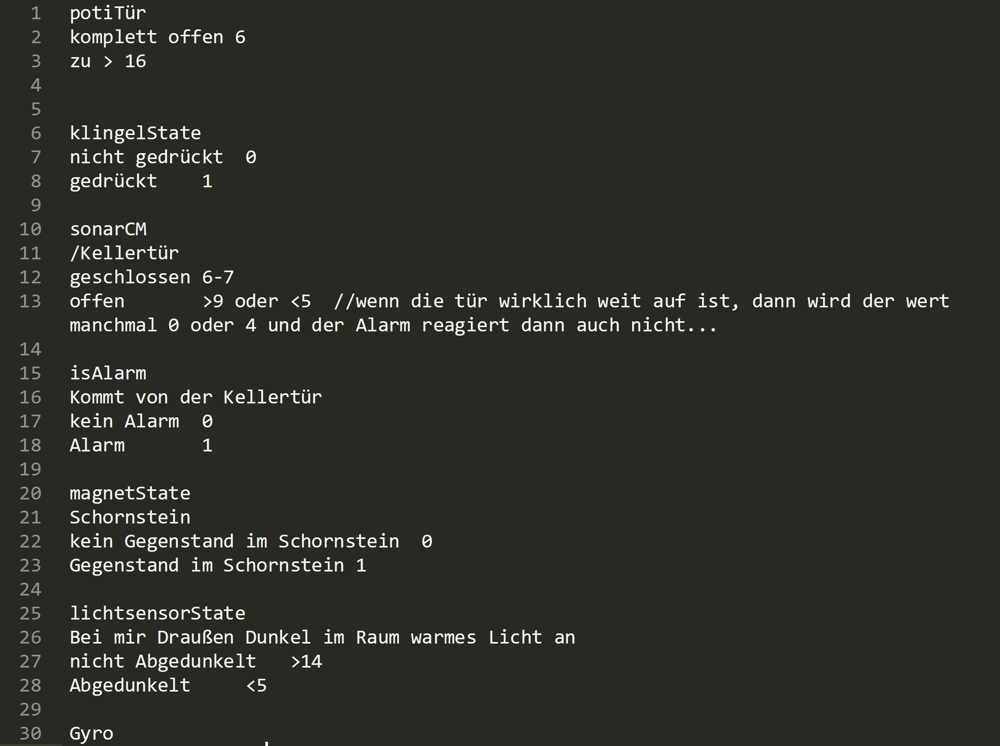 1 potiTür
2 komplett offen 6
3 zu > 16
4
5
6 klingelState
7 nicht gedrückt  0
8 gedrückt    1
9
10 sonarCM
11 /Kellertür
12 geschlossen 6-7
13 offen       >9 oder <5  //wenn die tür wirklich weit auf ist, dann wird der wert
manchmal 0 oder 4 und der Alarm reagiert dann auch nicht...
14
15 isAlarm
16 Kommt von der Kellertür
17 kein Alarm  0
18 Alarm       1
19
20 magnetState
21 Schornstein
22 kein Gegenstand im Schornstein  0
23 Gegenstand im Schornstein 1
24
25 lichtsensorState
26 Bei mir Draußen Dunkel im Raum warmes Licht an
27 nicht Abgedunkelt   >14
28 Abgedunkelt     <5
29
30 Gyro